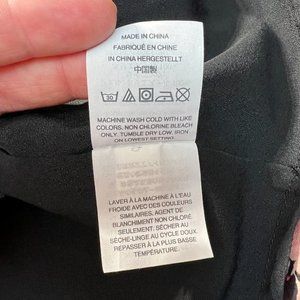 MADE IN CHINA
FABRIQUÉ EN CHINE
IN CHINA HERGESTELLT
中国製
30
MACHINE WASH COLD WITH LIKE
COLORS, NON CHLORINE BLEACH
ONLY. TUMBLE DRY LOW. IRON
ON LOWEST SETTING.
LAVER À LA MACHINE À L'EAU
FROIDE AVEC DES COULEURS
SIMILAIRES. AGENT DE
BLANCHIMENT NON CHLORÉ
SEULEMENT. SÉCHER AU
SÈCHE-LINGE AU CYCLE DOUX.
REPASSER À LA PLUS BASSE
TEMPÉRATURE.